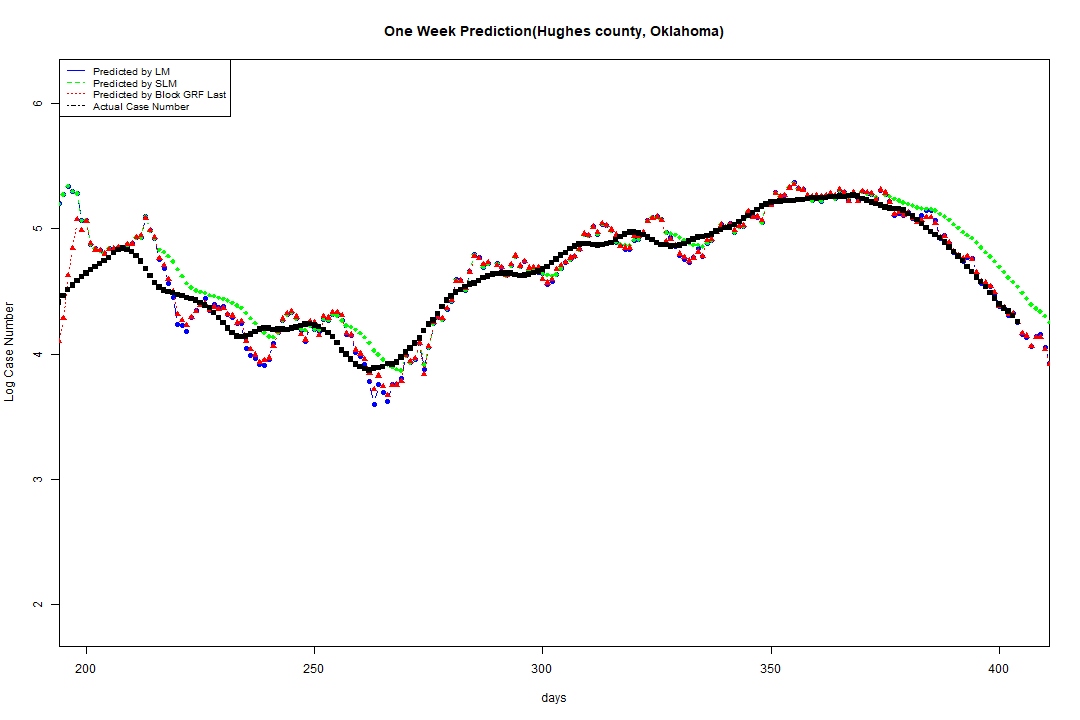 One Week Prediction(Hughes county, Oklahoma)
Predicted by LM
Predicted by SLM
Predicted by Block GRF Last
Actual Case Number
6
5
4
3
2
Log Case Number
200 250 300 350 400
days